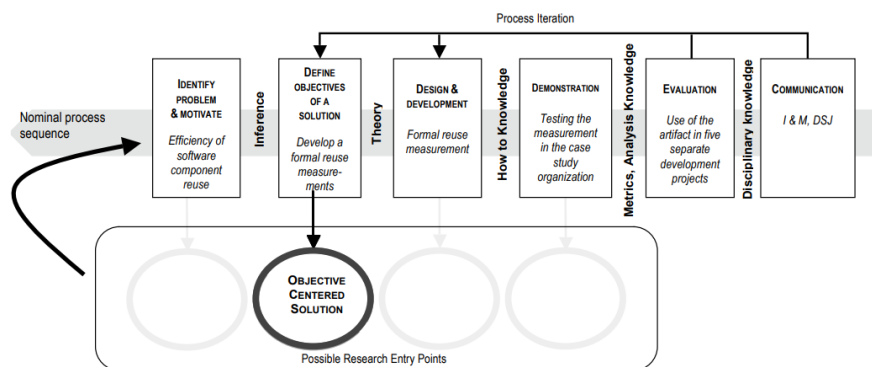 Process Iteration
Nominal process
sequence
IDENTIFY
PROBLEM
& MOTIVATE
Efficiency of
software
component
reuse
Inference
DEFINE
OBJECTIVES
OF A
SOLUTION
Develop a
formal reuse
measure-
ments
Theory
DESIGN &
DEVELOPMENT
Formal reuse
measurement
How to Knowledge
DEMONSTRATION
Testing the
measurement
in the case
study
organization
Metrics, Analysis Knowledge
EVALUATION
Use of the
artifact in five
separate
development
projects
Disciplinary knowledge
COMMUNICATION
I & M, DSJ
OBJECTIVE
CENTERED
SOLUTION
Possible Research Entry Points